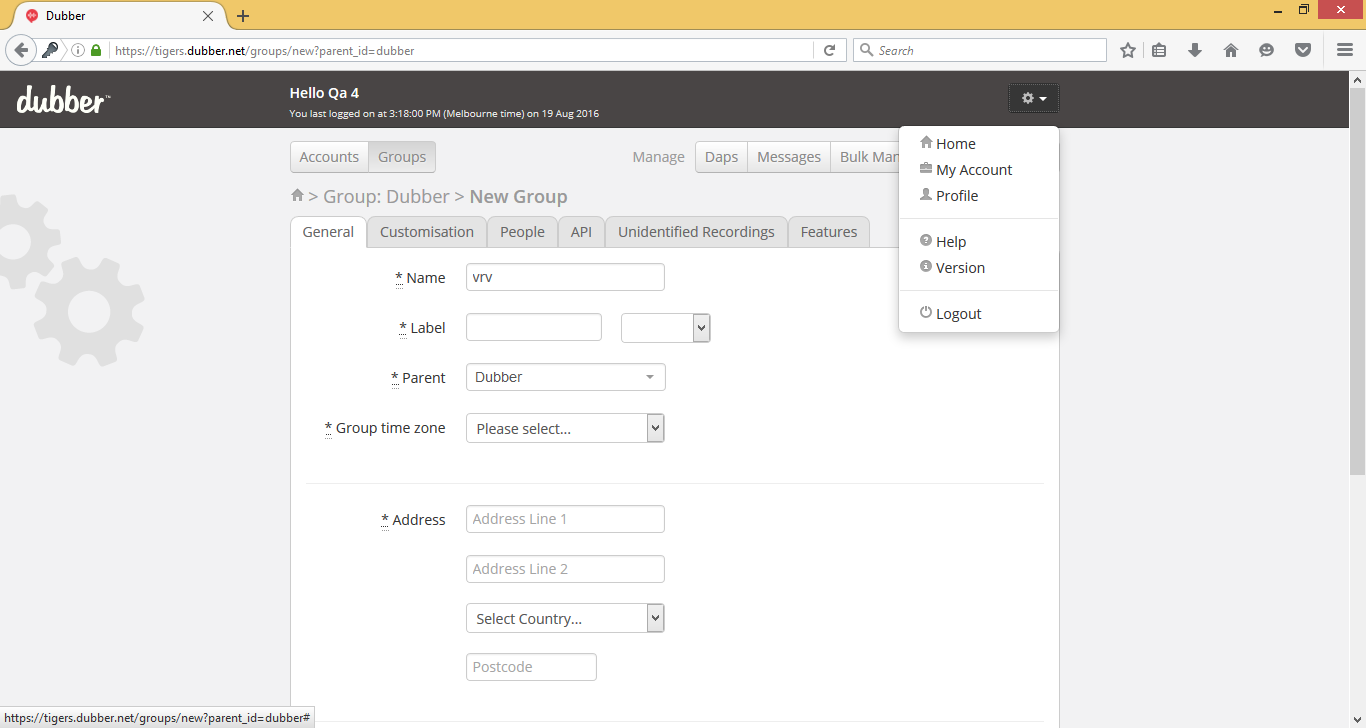 Dubber
https://tigers.dubber.net/groups/new?parent_id=dubber
Search
dubber™
Hello Qa 4
You last logged on at 3:18:00 PM (Melbourne time) on 19 Aug 2016
Home
My Account
Profile
Help
Version
Logout
Accounts Groups Manage Daps Messages Bulk Man
> Group: Dubber > New Group
General Customisation People API Unidentified Recordings Features
* Name vrv
* Label
* Parent Dubber
* Group time zone Please select...
* Address Address Line 1
Address Line 2
Select Country...
Postcode
https://tigers.dubber.net/groups/new?parent_id=dubber#